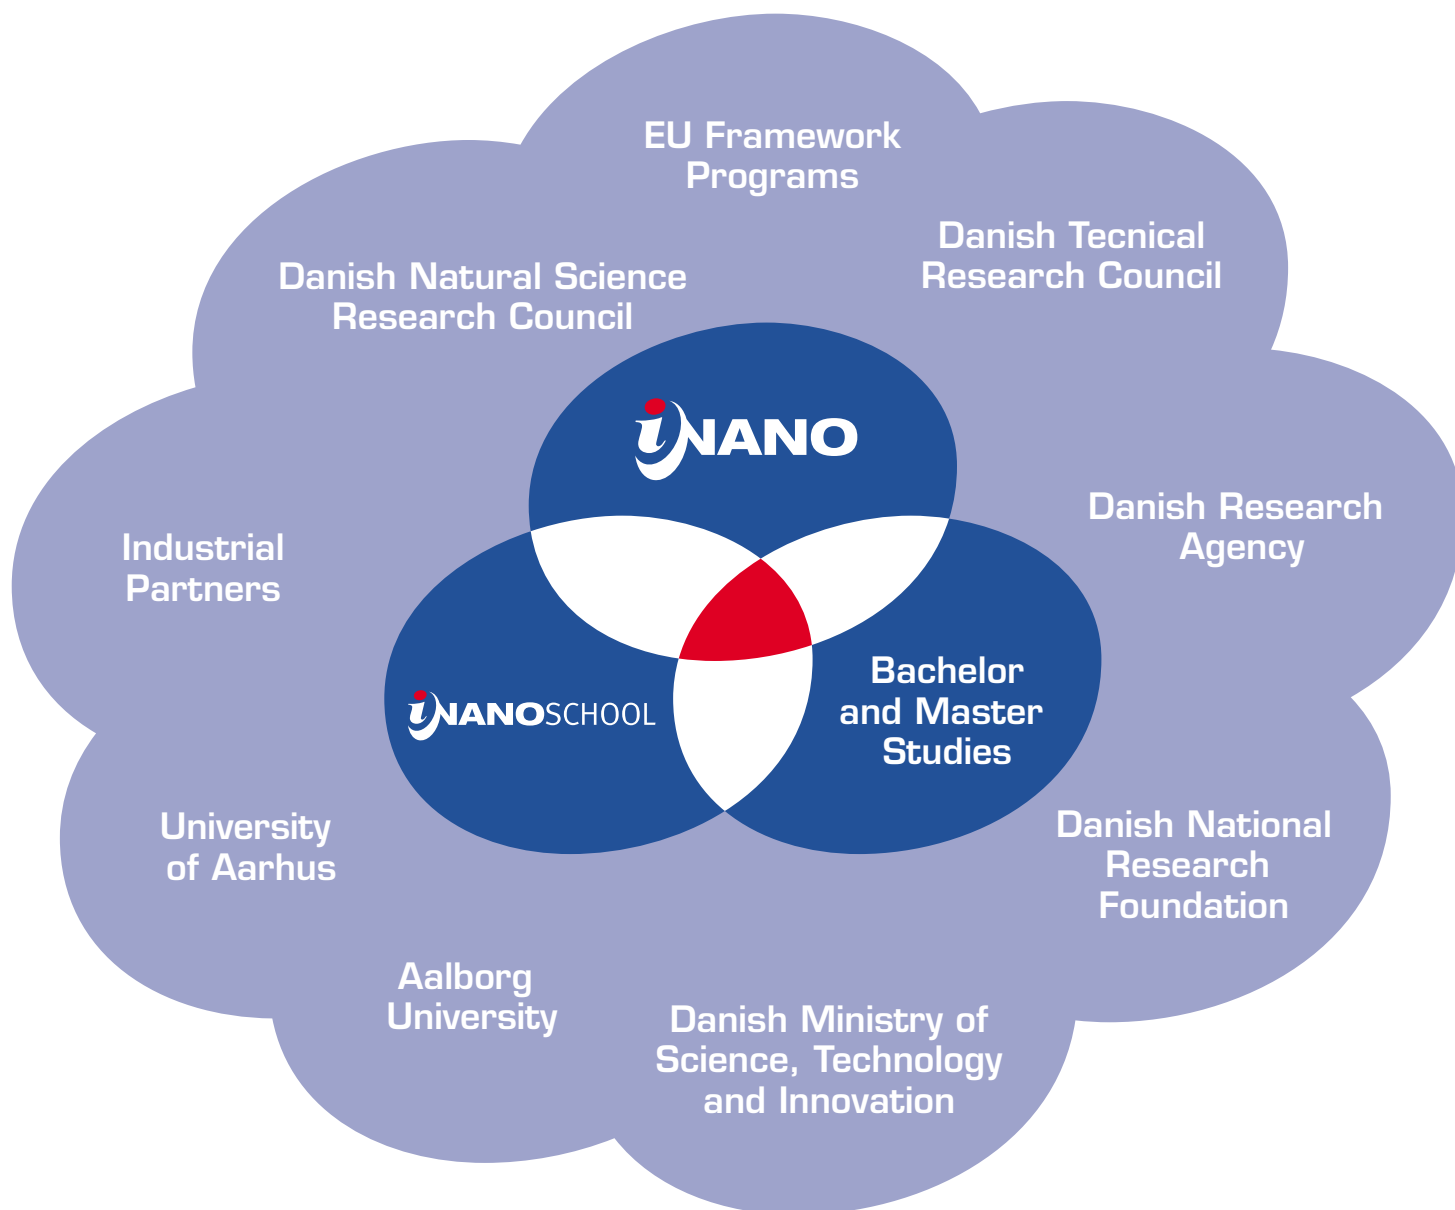 EU Framework
Programs
Danish Tecnical
Research Council
Danish Natural Science
Research Council
iNANO
Danish Research
Agency
Industrial
Partners
Bachelor
and Master
Studies
iNANOSCHOOL
University
of Aarhus
Danish National
Research
Foundation
Aalborg
University
Danish Ministry of
Science, Technology
and Innovation